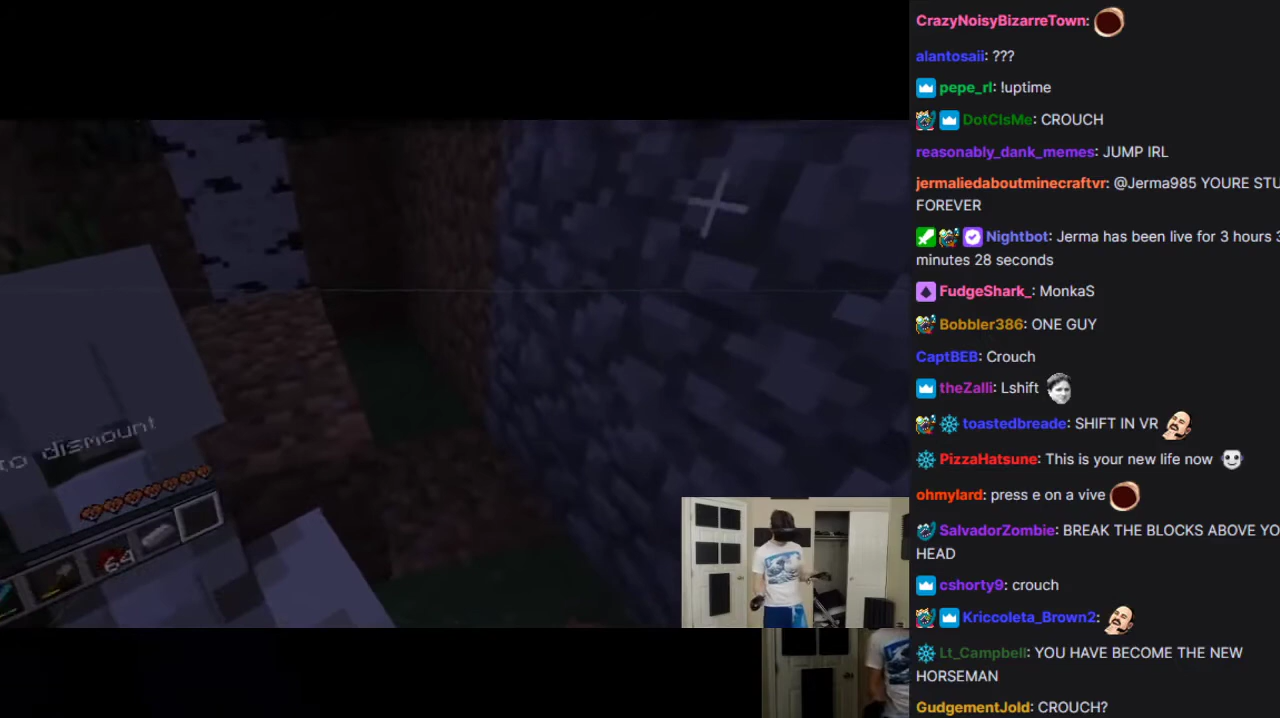 CrazyNoisyBizarreTown:
alantosaii: ???
pepe_rl: !uptime
DotCIsMe: CROUCH
reasonably_dank_memes: JUMP IRL
jermaliedaboutminecraftvr: @Jerma985 YOURE STU
FOREVER
Nightbot: Jerma has been live for 3 hours 3
minutes 28 seconds
FudgeShark_: MonkaS
Bobbler386: ONE GUY
CaptBEB: Crouch
theZalli: Lshift
toastedbreade: SHIFT IN VR
PizzaHatsune: This is your new life now
ohmylard: press e on a vive
SalvadorZombie: BREAK THE BLOCKS ABOVE YO
HEAD
cshorty9: crouch
Kriccoleta_Brown2:
Lt_Campbell: YOU HAVE BECOME THE NEW
HORSEMAN
GudgementJold: CROUCH?
to dismount
64